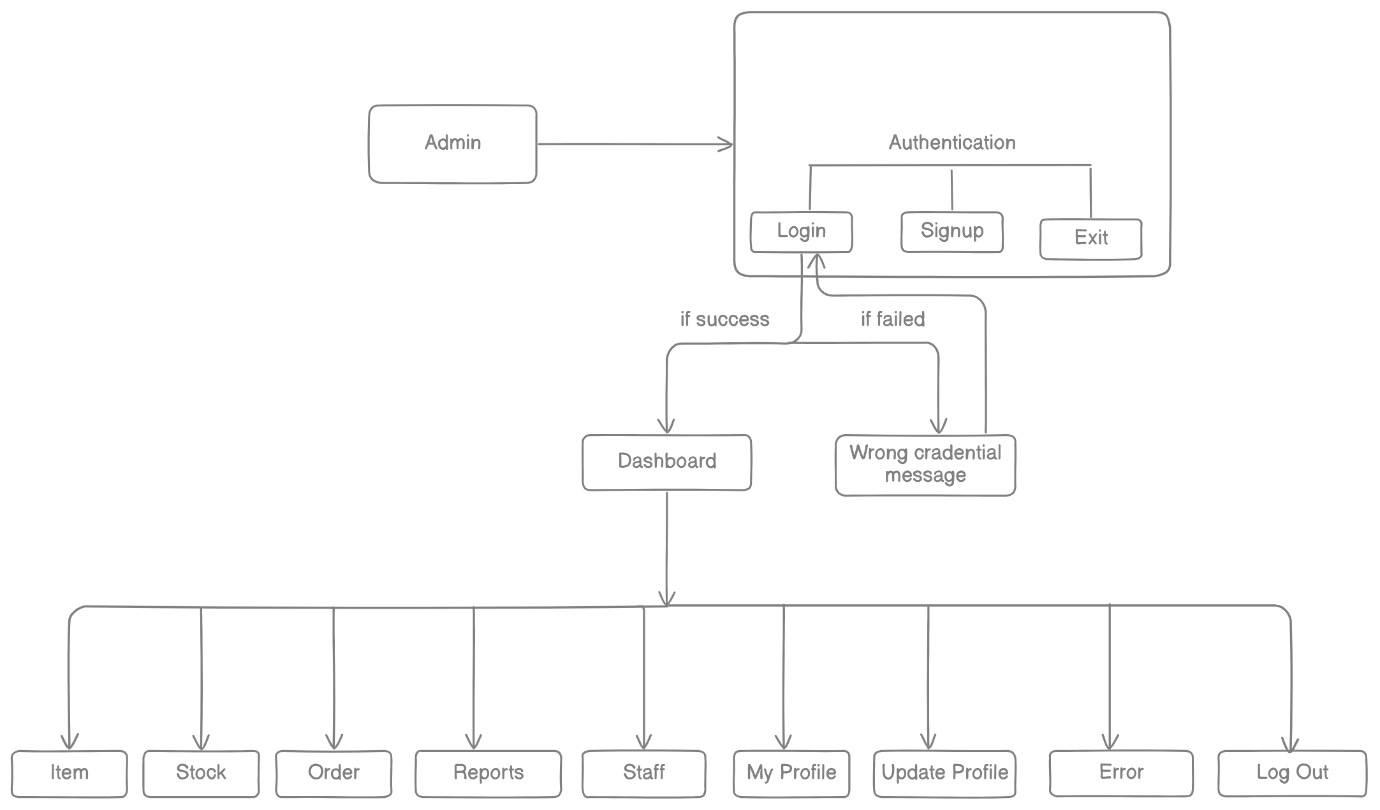 Admin
Authentication
Login
Signup
Exit
if success
if failed
Dashboard
Wrong cradential
message
Item
Stock
Order
Reports
Staff
My Profile
Update Profile
Error
Log Out